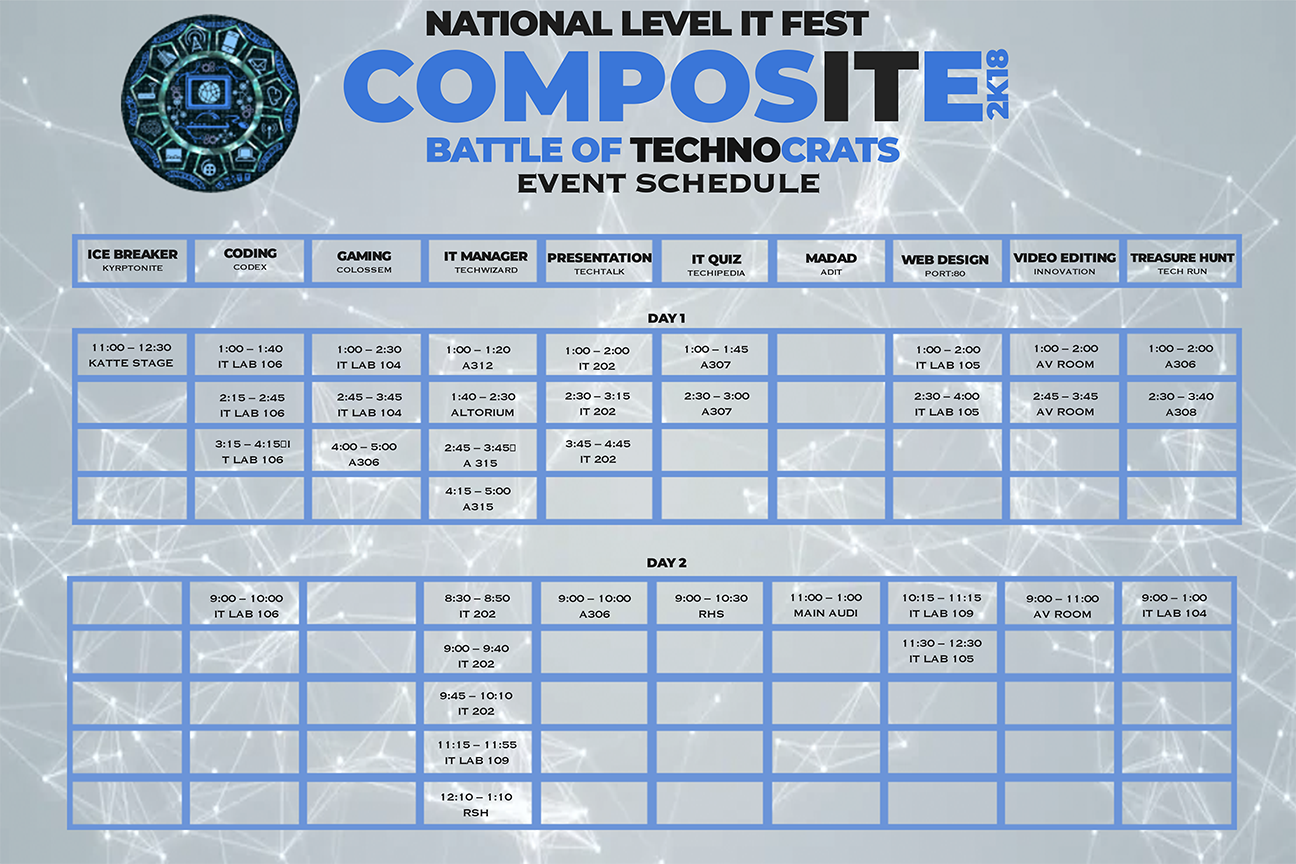 NATIONAL LEVEL IT FEST
COMPOSITE 2K18
BATTLE OF TECHNOCRATS
EVENT SCHEDULE
ICE BREAKER CODING GAMING IT MANAGER PRESENTATION IT QUIZ MADAD WEB DESIGN VIDEO EDITING TREASURE HUNT
KYRPTONITE CODEX COLOSSEM TECHWIZARD TECHTALK TECHIPEDIA ADIT PORT:80 INNOVATION TECH RUN
DAY 1
11:00 – 12:30 1:00 – 1:40 1:00 – 2:30 1:00 – 1:20 1:00 – 2:00 1:00 – 1:45 1:00 – 2:00 1:00 – 2:00 1:00 – 2:00
KATTE STAGE IT LAB 106 IT LAB 104 A312 IT 202 A307 IT LAB 105 AV ROOM A306
2:15 – 2:45 2:45 – 3:45 1:40 – 2:30 2:30 – 3:15 2:30 – 3:00 2:30 – 4:00 2:45 – 3:45 2:30 – 3:40
IT LAB 106 IT LAB 104 ALTORIUM IT 202 A307 IT LAB 105 AV ROOM A308
3:15 – 4:15▯I 4:00 – 5:00 2:45 – 3:45▯ 3:45 – 4:45
T LAB 106 A306 A 315 IT 202
4:15 – 5:00
A315
DAY 2
9:00 – 10:00 8:30 – 8:50 9:00 – 10:00 9:00 – 10:30 11:00 – 1:00 10:15 – 11:15 9:00 – 11:00 9:00 – 1:00
IT LAB 106 IT 202 A306 RHS MAIN AUDI IT LAB 109 AV ROOM IT LAB 104
9:00 – 9:40 11:30 – 12:30
IT 202 IT LAB 105
9:45 – 10:10
IT 202
11:15 – 11:55
IT LAB 109
12:10 – 1:10
RSH